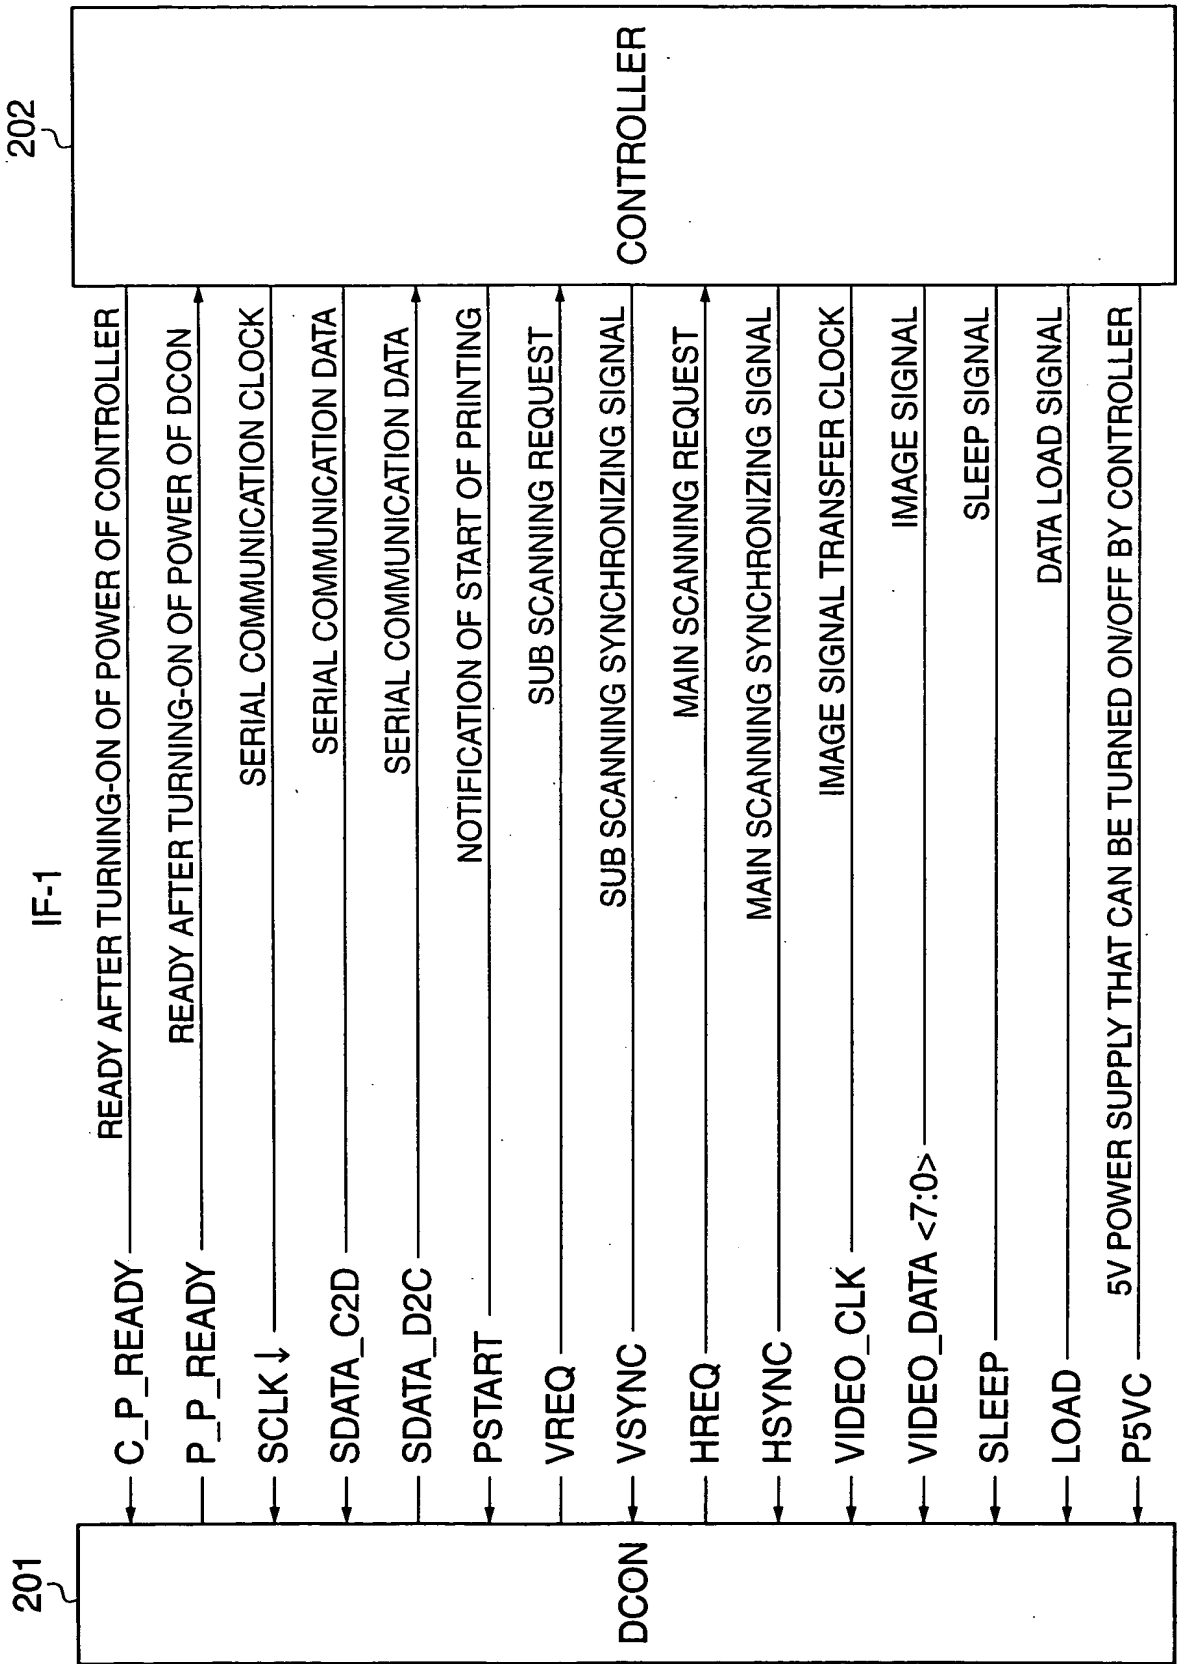 IF-1
201
202
DCON
CONTROLLER
C_P_READY READY AFTER TURNING-ON OF POWER OF CONTROLLER
P_P_READY READY AFTER TURNING-ON OF POWER OF DCON
SCLK↓ SERIAL COMMUNICATION CLOCK
SDATA_C2D SERIAL COMMUNICATION DATA
SDATA_D2C SERIAL COMMUNICATION DATA
PSTART NOTIFICATION OF START OF PRINTING
VREQ SUB SCANNING REQUEST
VSYNC SUB SCANNING SYNCHRONIZING SIGNAL
HREQ MAIN SCANNING REQUEST
HSYNC MAIN SCANNING SYNCHRONIZING SIGNAL
VIDEO_CLK IMAGE SIGNAL TRANSFER CLOCK
VIDEO_DATA <7:0> IMAGE SIGNAL
SLEEP SLEEP SIGNAL
LOAD DATA LOAD SIGNAL
P5VC 5V POWER SUPPLY THAT CAN BE TURNED ON/OFF BY CONTROLLER